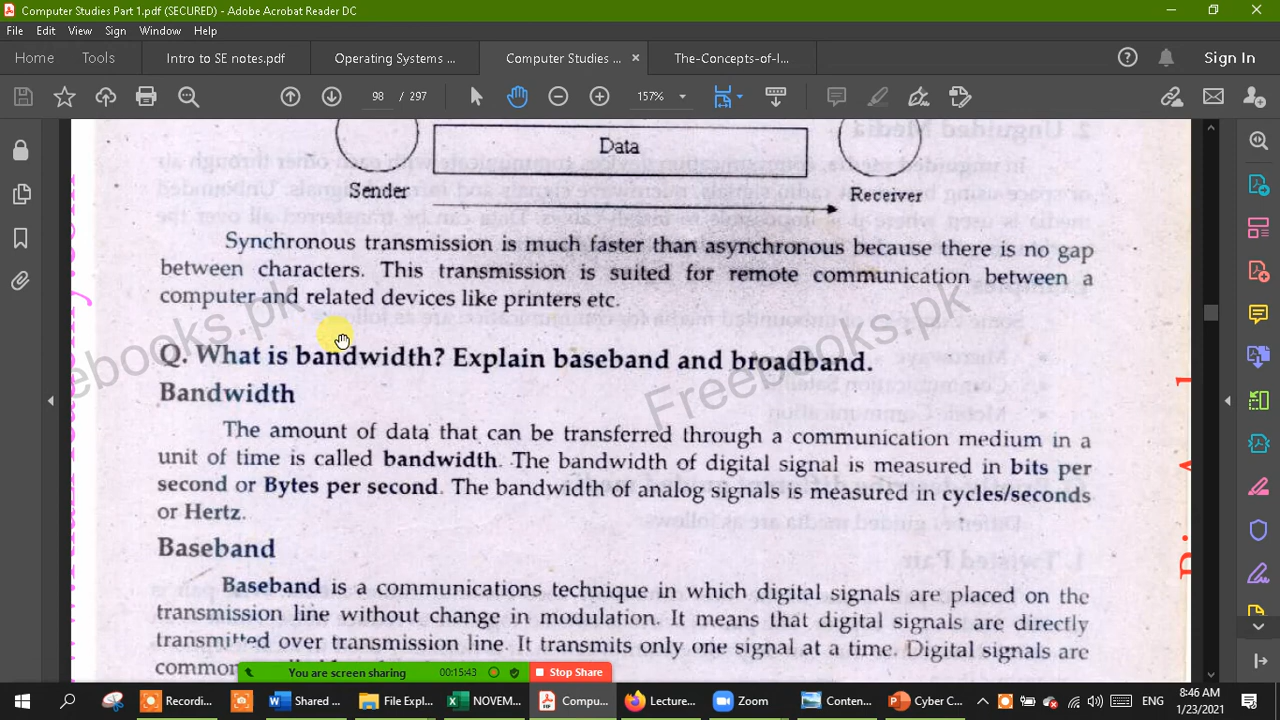 Computer Studies Part 1.pdf (SECURED) - Adobe Acrobat Reader DC
File Edit View Sign Window Help
Home Tools Intro to SE notes.pdf Operating Systems ... Computer Studies ... × The-Concepts-of-I... Sign In
98 / 297 157%
Data
Sender Receiver
Synchronous transmission is much faster than asynchronous because there is no gap
between characters. This transmission is suited for remote communication between a
computer and related devices like printers etc.
Freebooks.pk
Q. What is bandwidth? Explain baseband and broadband.
Bandwidth
The amount of data that can be transferred through a communication medium in a
unit of time is called bandwidth. The bandwidth of digital signal is measured in bits per
second or Bytes per second. The bandwidth of analog signals is measured in cycles/seconds
or Hertz.
Baseband
Baseband is a communications technique in which digital signals are placed on the
transmission line without change in modulation. It means that digital signals are directly
transmitted over transmission line. It transmits only one signal at a time. Digital signals are
You are screen sharing 00:15:43 Stop Share
Recordi... Shared ... File Expl... NOVEM... Compu... Lecture... Zoom Conten... Cyber C... 8:46 AM
1/23/2021